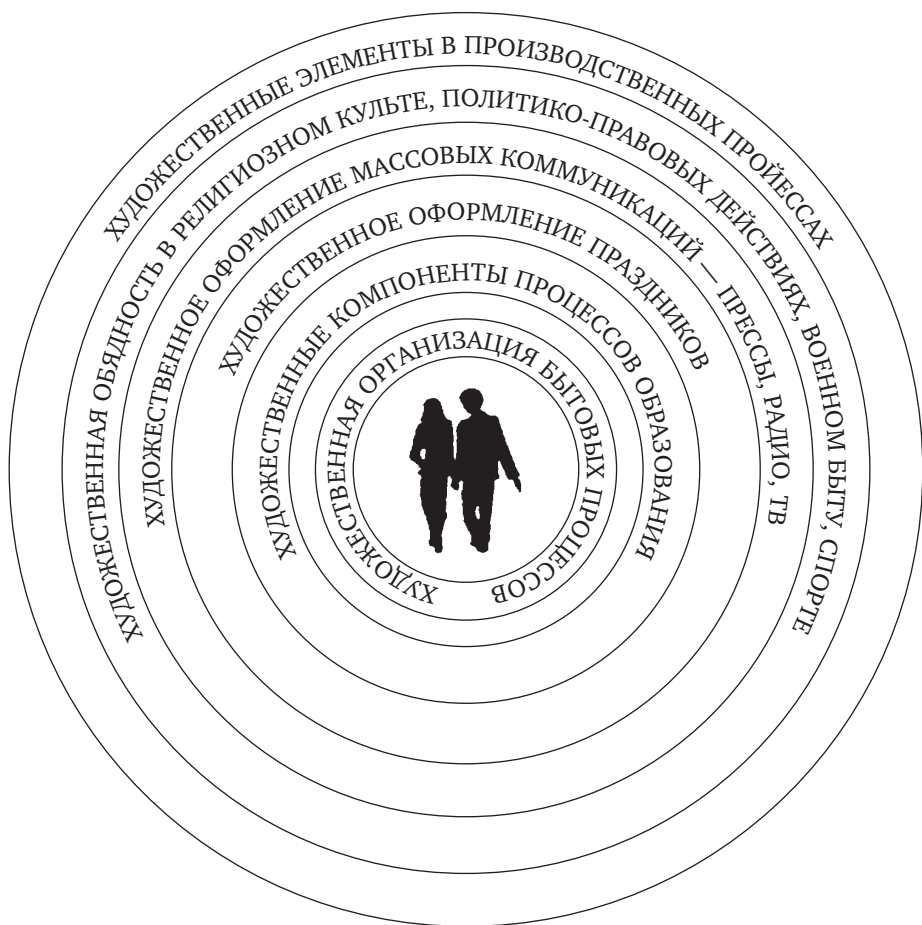 ХУДОЖЕСТВЕННЫЕ ЭЛЕМЕНТЫ В ПРОИЗВОДСТВЕННЫХ ПРОЙЕССАХ
ХУДОЖЕСТВЕННАЯ ОБЯДНОСТЬ В РЕЛИГИОЗНОМ КУЛЬТЕ, ПОЛИТИКО-ПРАВОВЫХ ДЕЙСТВИЯХ, ВОЕННОМ БЫТУ, СПОРТЕ
ХУДОЖЕСТВЕННОЕ ОФОРМЛЕНИЕ МАССОВЫХ КОММУНИКАЦИЙ — ПРЕССЫ, РАДИО, ТВ
ХУДОЖЕСТВЕННОЕ ОФОРМЛЕНИЕ ПРАЗДНИКОВ
ХУДОЖЕСТВЕННЫЕ КОМПОНЕНТЫ ПРОЦЕССОВ ОБРАЗОВАНИЯ
ХУДОЖЕСТВЕННАЯ ОРГАНИЗАЦИЯ БЫТОВЫХ ПРОЦЕССОВ